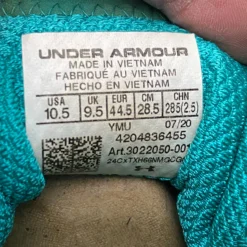 UNDER ARMOUR
MADE IN VIETNAM
FABRIQUÉ AU VIETNAM
HECHO EN VIETNAM
USA UK EUR CM CHN
10.5 9.5 44.5 28.5 285(2.5)
YMU 07/20
4204836455
Art.3022050-001